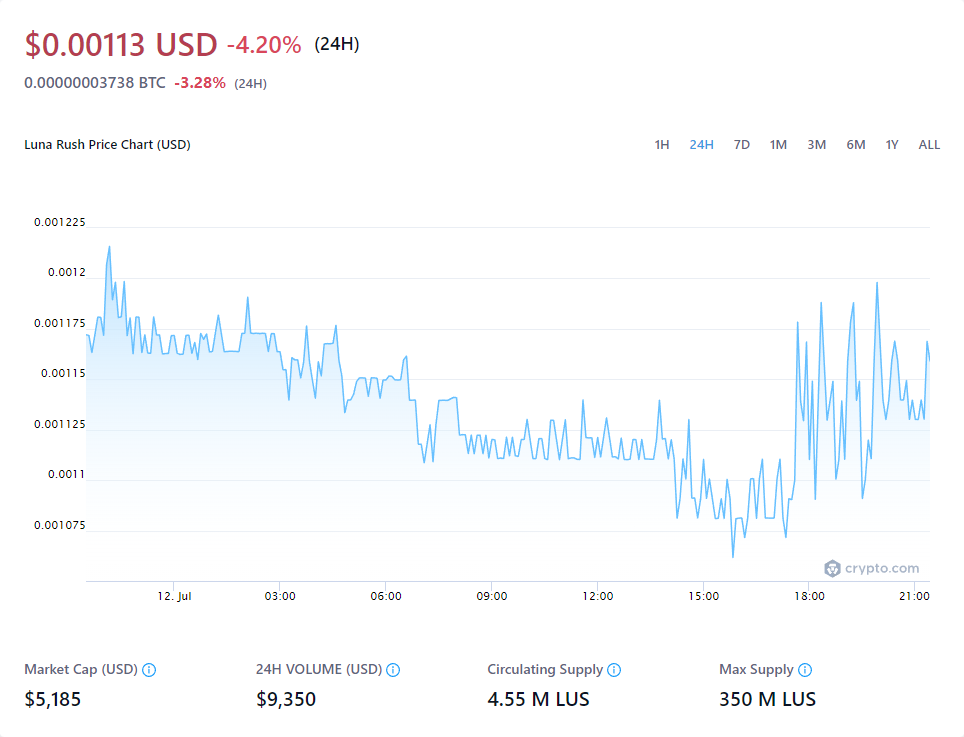 $0.00113 USD -4.20% (24H)
0.00000003738 BTC -3.28% (24H)
Luna Rush Price Chart (USD) 1H 24H 7D 1M 3M 6M 1Y ALL
0.001225
0.0012
0.001175
0.00115
0.001125
0.0011
0.001075
crypto.com
12. Jul 03:00 06:00 09:00 12:00 15:00 18:00 21:00
Market Cap (USD) 24H VOLUME (USD) Circulating Supply Max Supply
$5,185 $9,350 4.55 M LUS 350 M LUS